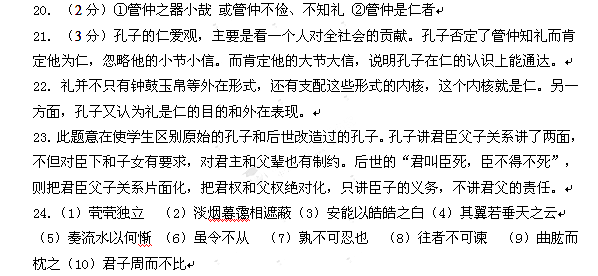 20. （2 分）①管仲之器小哉 或管仲不俭、不知礼 ②管仲是仁者
21. （3 分）孔子的仁爱观，主要是看一个人对全社会的贡献。孔子否定了管仲知礼而肯
定他为仁，忽略他的小节小信。而肯定他的大节大信，说明孔子在仁的认识上能通达。
22. 礼并不只有钟鼓玉帛等外在形式，还有支配这些形式的内核，这个内核就是仁。另一
方面，孔子又认为礼是仁的目的和外在表现。
23. 此题意在使学生区别原始的孔子和后世改造过的孔子。孔子讲君臣父子关系讲了两面，
不但对臣下和子女有要求，对君主和父辈也有制约。后世的“君叫臣死，臣不得不死”，
则把君臣父子关系片面化，把君权和父权绝对化，只讲臣子的义务，不讲君父的责任。
24.（1）茕茕独立 （2）淡烟暮霭相遮蔽（3）安能以皓皓之白（4）其翼若垂天之云
（5）奏流水以何惭 （6）虽令不从 （7）孰不可忍也 （8）往者不可谏 （9）曲肱而
枕之（10）君子周而不比